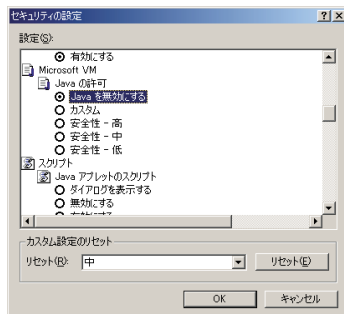 セキュリティの設定
設定(S):
有効にする
Microsoft VM
Java の許可
Java を無効にする
カスタム
安全性 - 高
安全性 - 中
安全性 - 低
スクリプト
Java アプレットのスクリプト
ダイアログを表示する
無効にする
カスタム設定のリセット
リセット(R): 中 リセット(E)
OK キャンセル